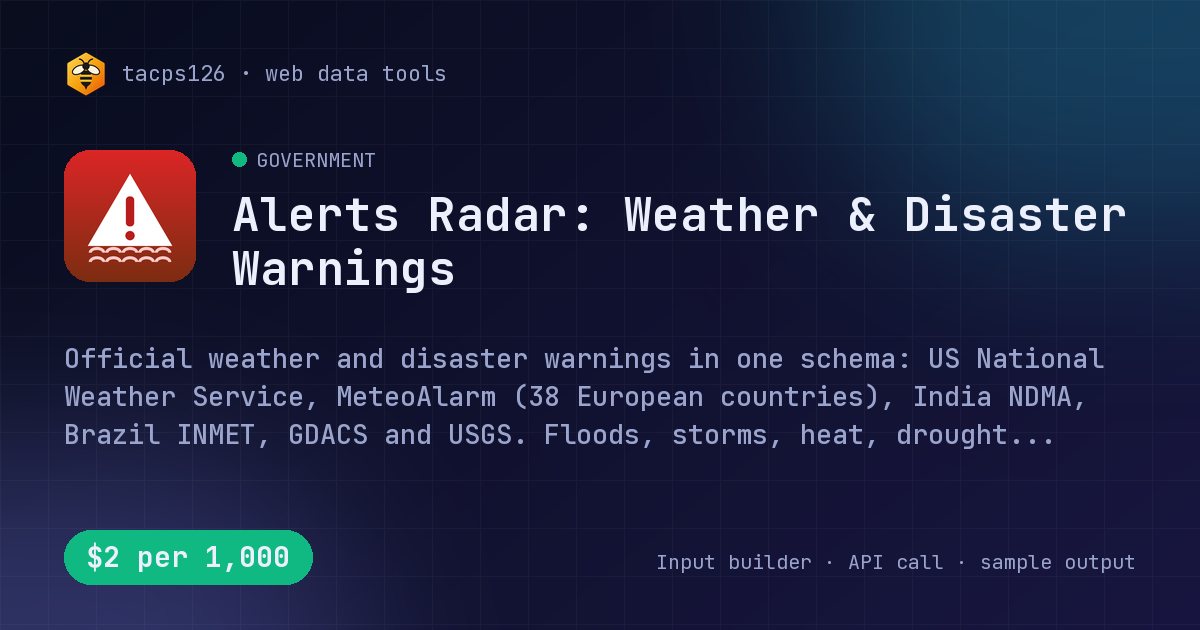 tacps126 · web data tools
GOVERNMENT
Alerts Radar: Weather & Disaster
Warnings
Official weather and disaster warnings in one schema: US National
Weather Service, MeteoAlarm (38 European countries), India NDMA,
Brazil INMET, GDACS and USGS. Floods, storms, heat, drought...
$2 per 1,000
Input builder · API call · sample output